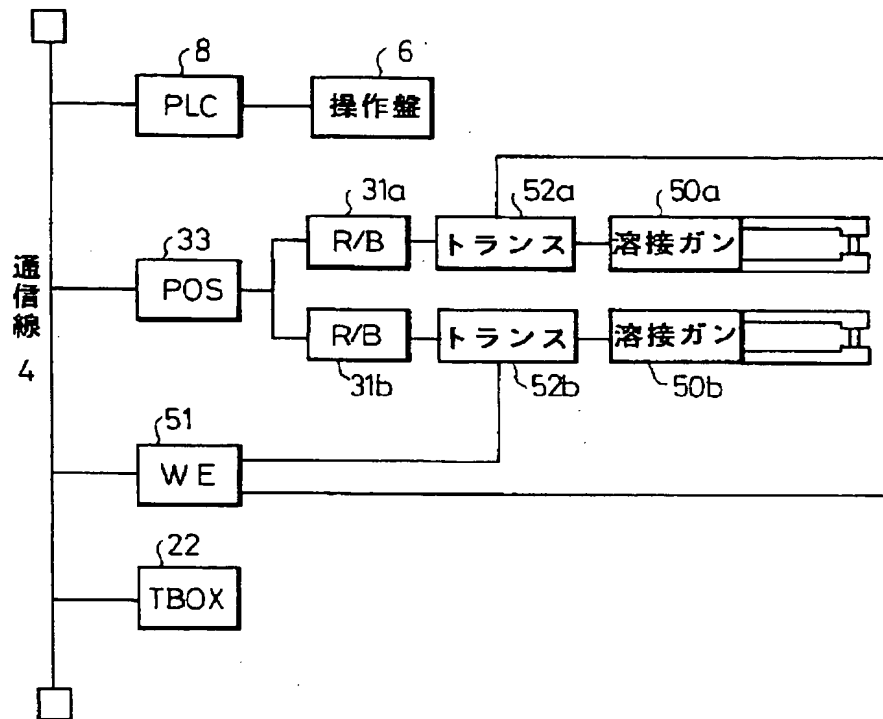 8
6
PLC
操作盤
31a
52a
50a
33
R/B
トランス
溶接ガン
POS
通信線 4
R/B
トランス
溶接ガン
31b
52b
50b
51
WE
22
TBOX